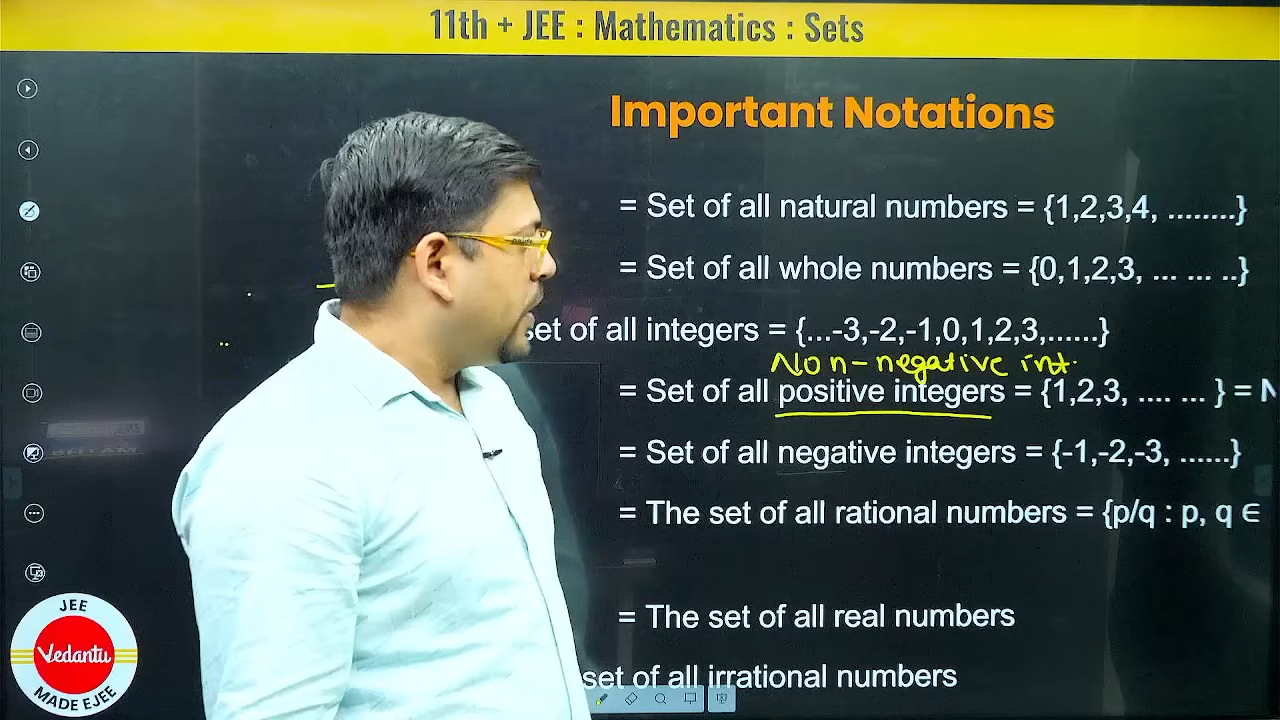 11th + JEE : Mathematics : Sets
Important Notations
= Set of all natural numbers = {1,2,3,4, ........}
= Set of all whole numbers = {0,1,2,3, ... ... ..}
set of all integers = {...-3,-2,-1,0,1,2,3,......}
Non-negative int.
= Set of all positive integers = {1,2,3, .... ... } = N
= Set of all negative integers = {-1,-2,-3, ......}
= The set of all rational numbers = {p/q : p, q ∈
= The set of all real numbers
set of all irrational numbers
JEE
Vedantu
MADE EJEE